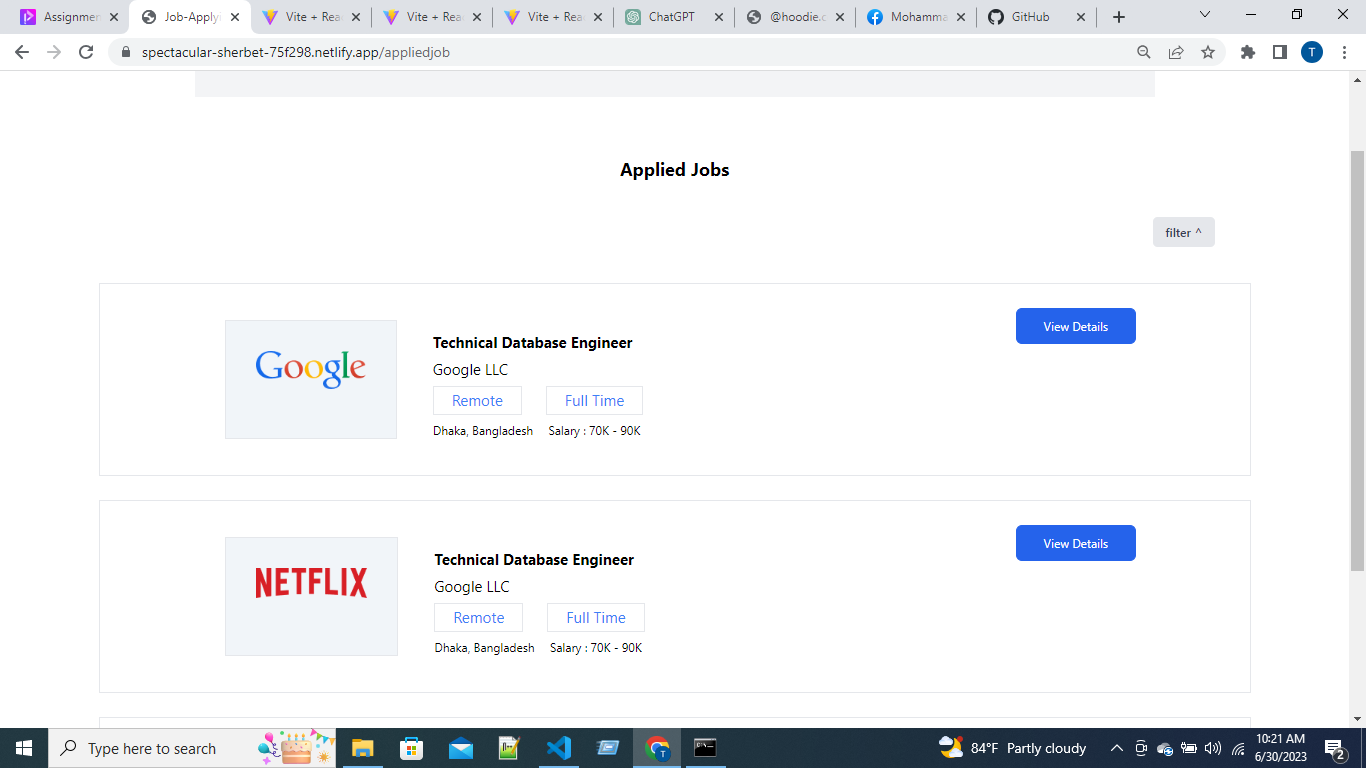 Assignmen
Job-Applyi
Vite + Rea
Vite + Rea
Vite + Rea
ChatGPT
@hoodie.c
Mohamma
GitHub
spectacular-sherbet-75f298.netlify.app/appliedjob
T
Applied Jobs
filter ^
Google
Technical Database Engineer
Google LLC
Remote Full Time
Dhaka, Bangladesh Salary : 70K - 90K
View Details
NETFLIX
Technical Database Engineer
Google LLC
Remote Full Time
Dhaka, Bangladesh Salary : 70K - 90K
View Details
Type here to search
T
84°F Partly cloudy
10:21 AM
6/30/2023
2